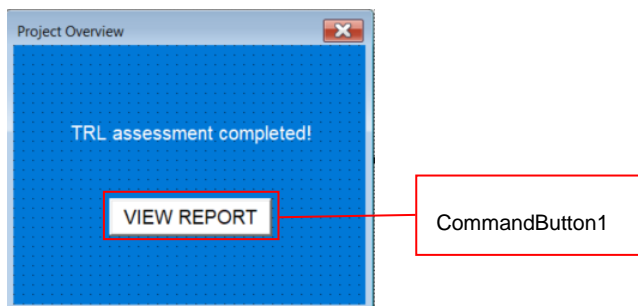 Project Overview
TRL assessment completed!
VIEW REPORT
CommandButton1